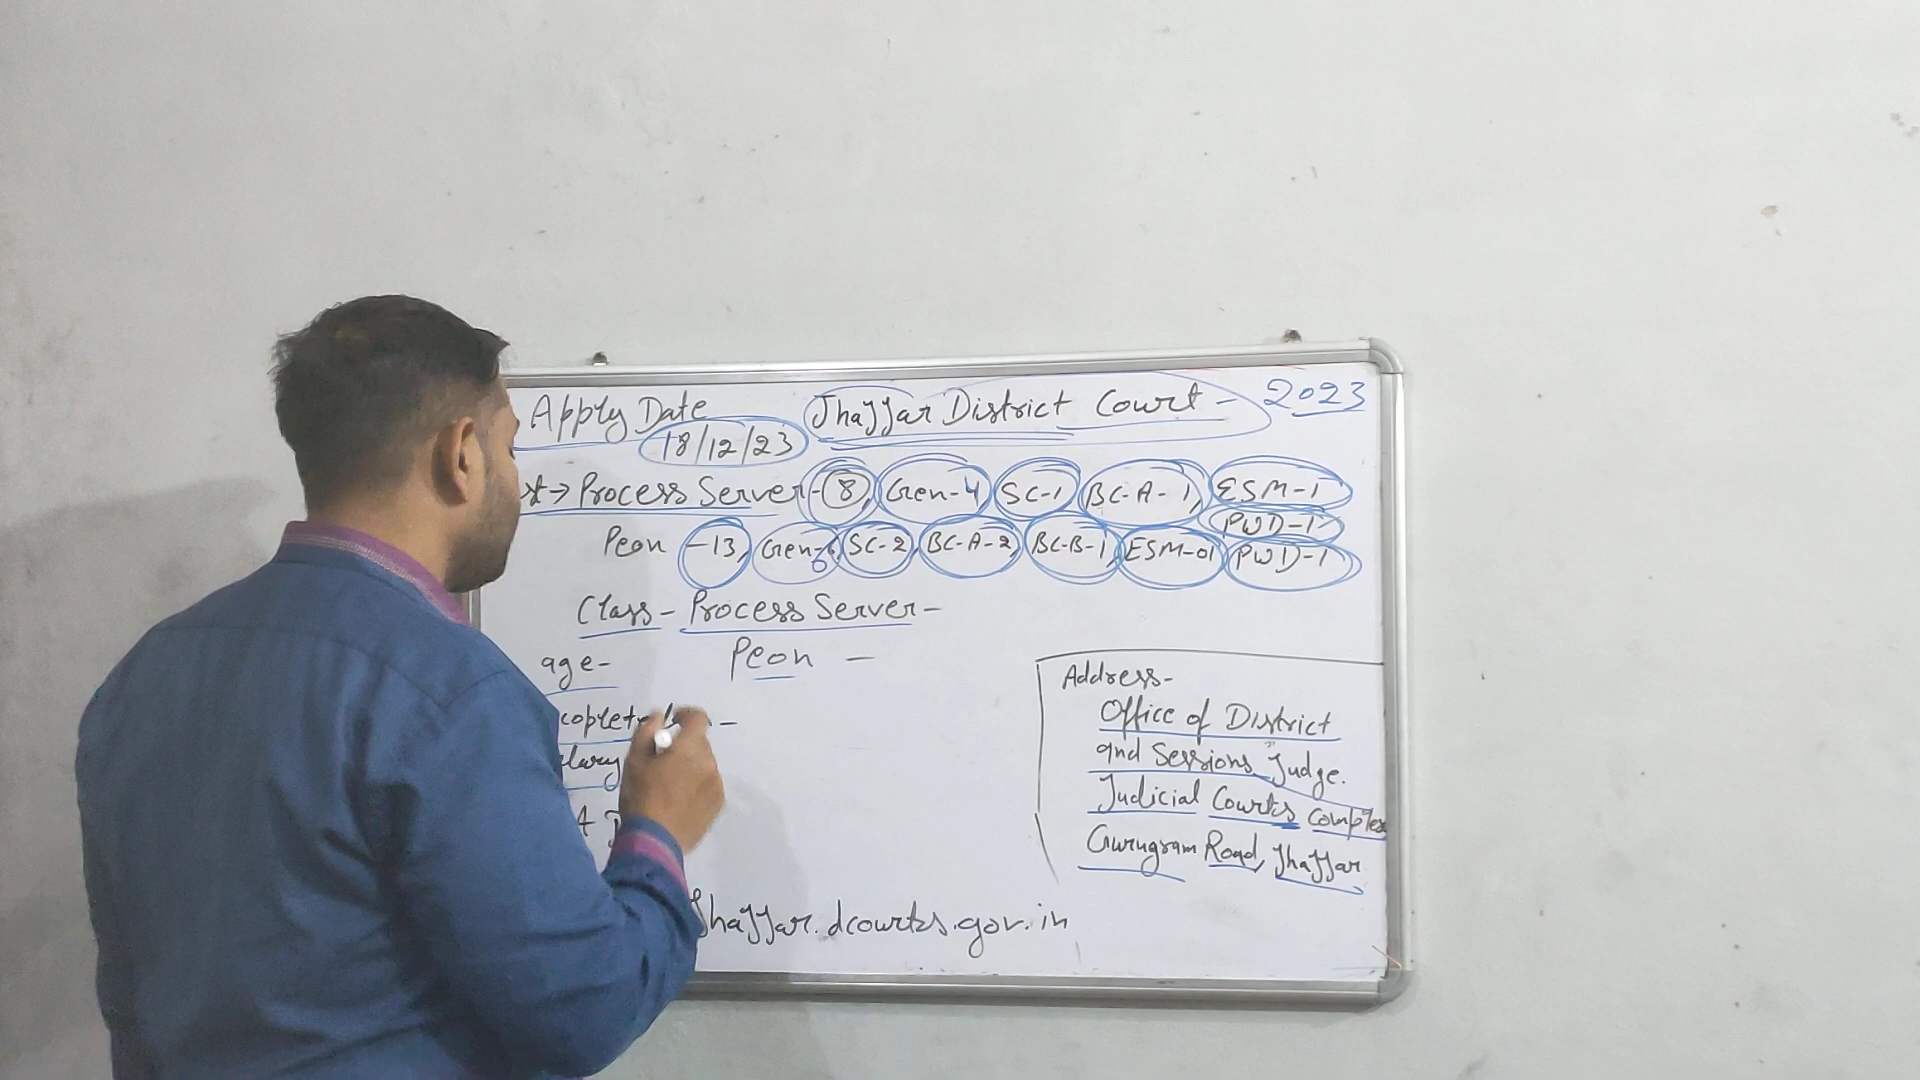 Apply Date Jhajjar District Court - 2023
18/12/23
→ Process Server - 8, Gen-4 SC-1 BC-A-1, ESM-1
PWD-1
Peon -13, Gen-6 SC-2, BC-A-2, BC-B-1, ESM-01 PWD-1
Class - Process Server -
age- Peon -
Address-
Office of District
and Sessions Judge.
Judicial Courts complex
Gurugram Road, Jhajjar
Jhajjar.dcourts.gov.in